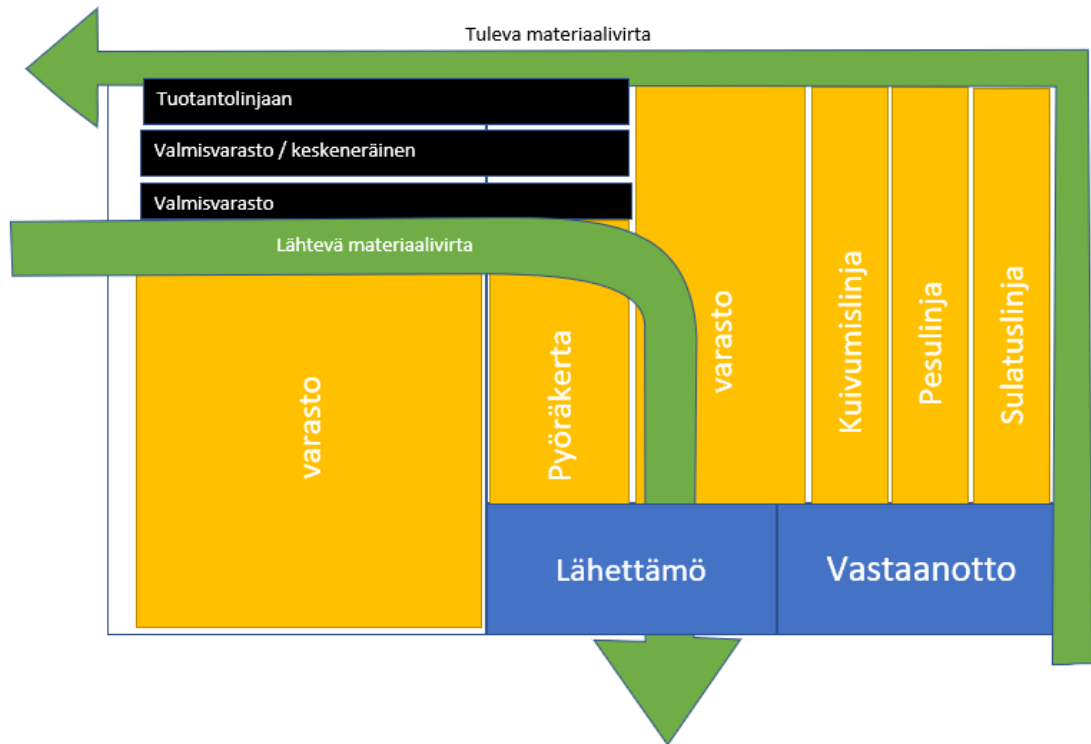 Tuleva materiaalivirta
Tuotantolinjaan
Valmisvarasto / keskeneräinen
Valmisvarasto
Lähtevä materiaalivirta
varasto
Pyöräkerta
varasto
Kuivumislinja
Pesulinja
Sulatuslinja
Lähettämö
Vastaanotto